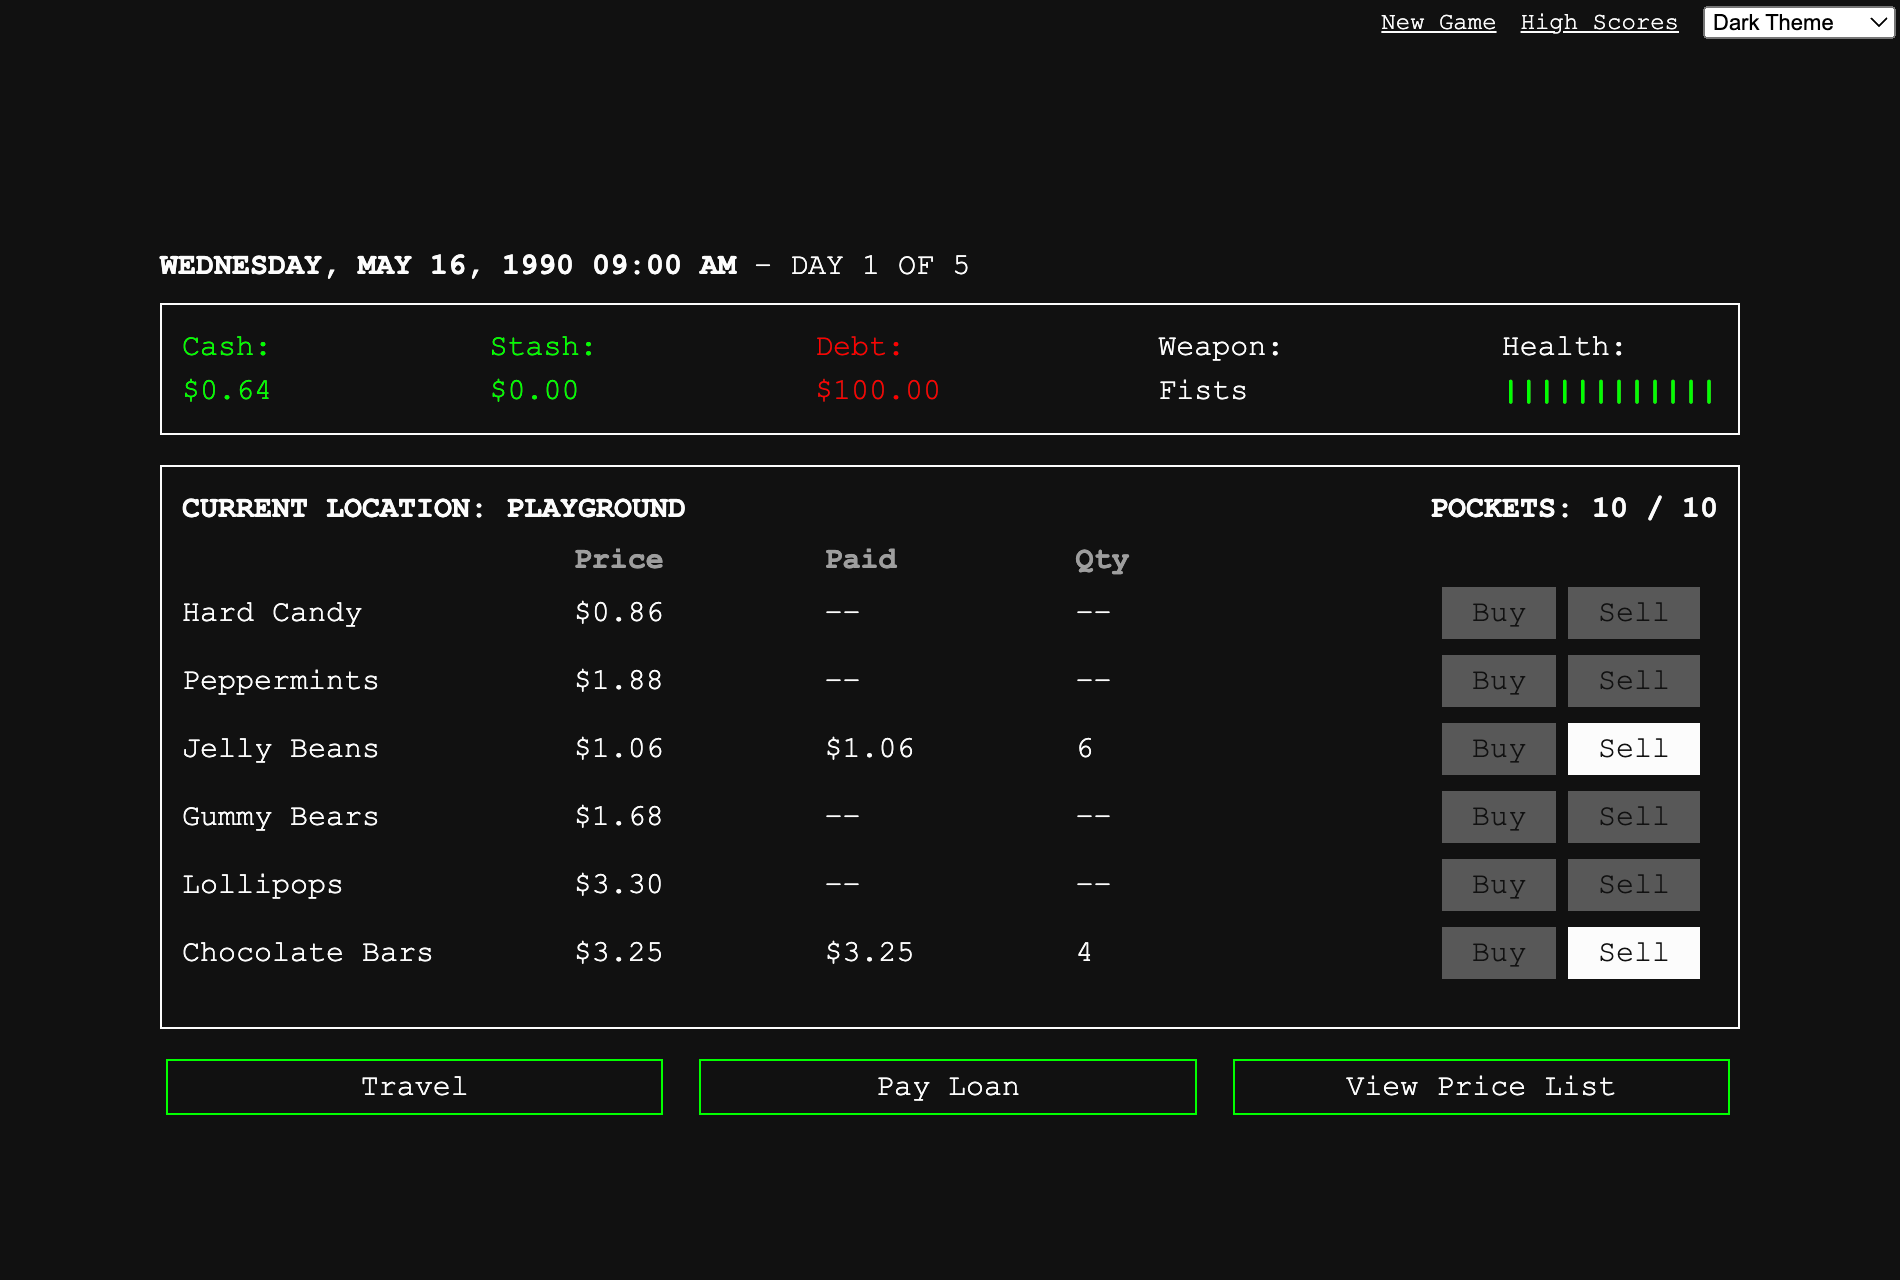 New Game High Scores Dark Theme
WEDNESDAY, MAY 16, 1990 09:00 AM – DAY 1 OF 5
Cash: Stash: Debt: Weapon: Health:
$0.64 $0.00 $100.00 Fists ||||||||||||
CURRENT LOCATION: PLAYGROUND POCKETS: 10 / 10
Price Paid Qty
Hard Candy $0.86 -- -- Buy Sell
Peppermints $1.88 -- -- Buy Sell
Jelly Beans $1.06 $1.06 6 Buy Sell
Gummy Bears $1.68 -- -- Buy Sell
Lollipops $3.30 -- -- Buy Sell
Chocolate Bars $3.25 $3.25 4 Buy Sell
Travel Pay Loan View Price List